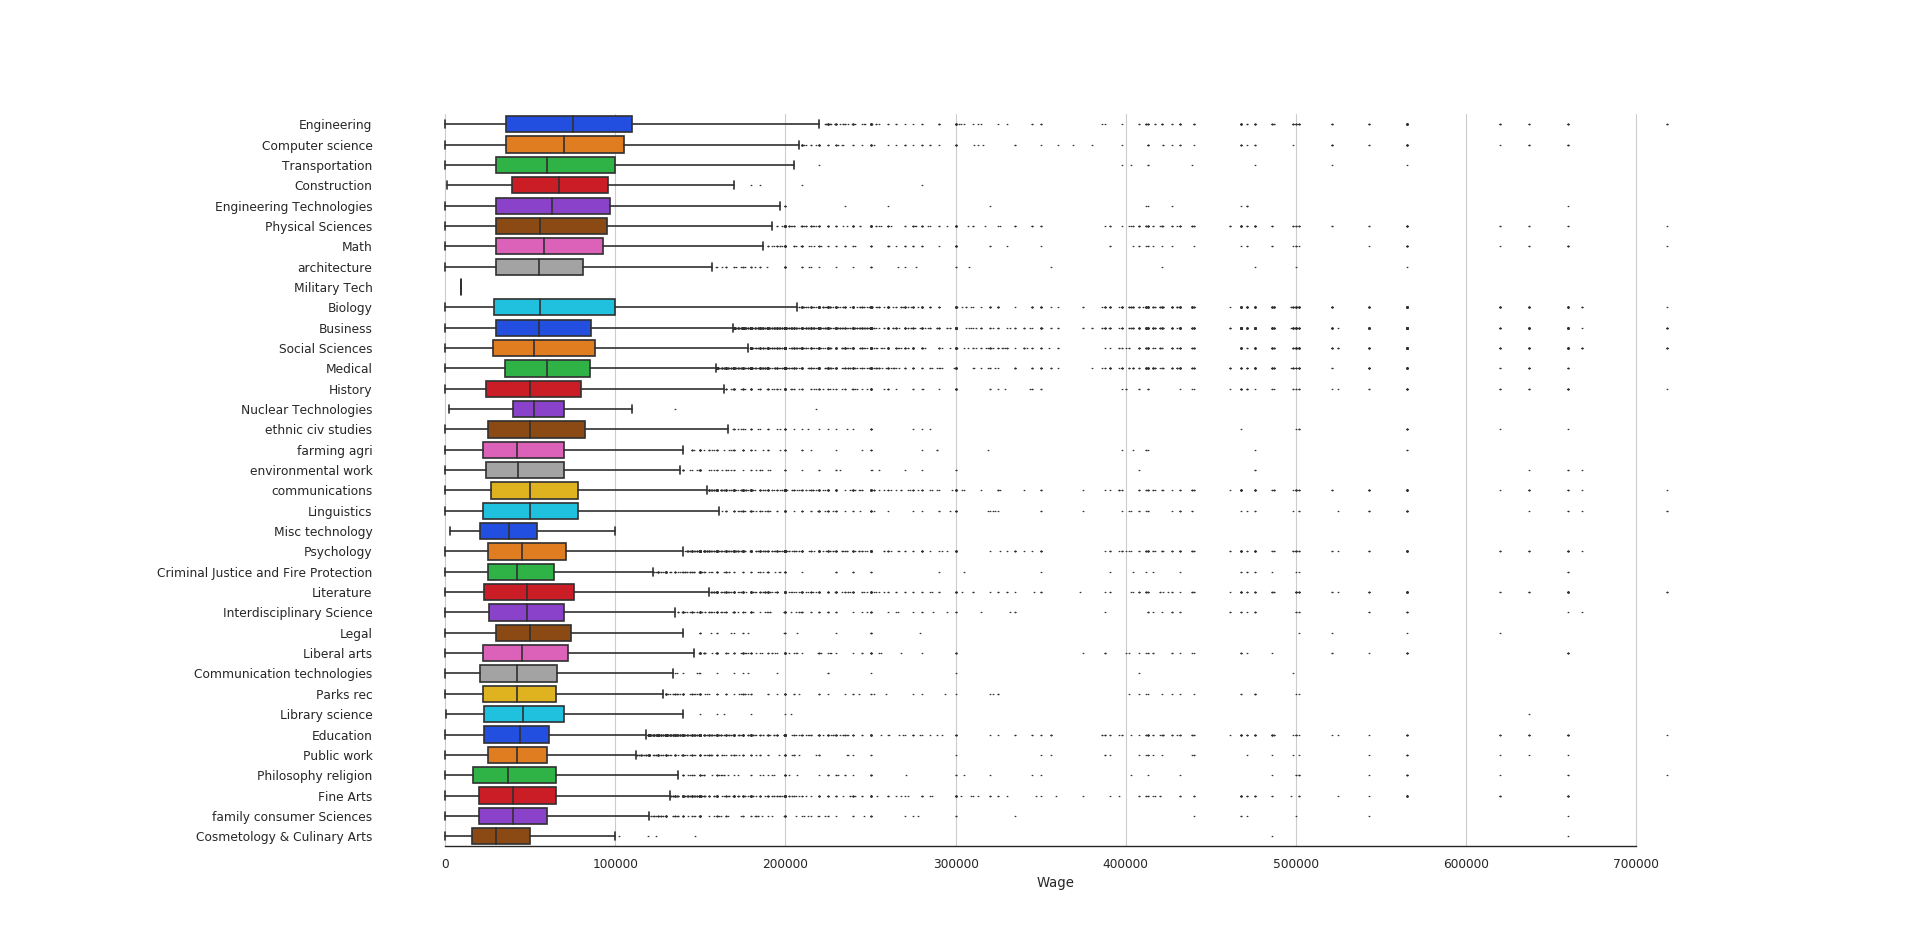 Engineering
Computer science
Transportation
Construction
Engineering Technologies
Physical Sciences
Math
architecture
Military Tech
Biology
Business
Social Sciences
Medical
History
Nuclear Technologies
ethnic civ studies
farming agri
environmental work
communications
Linguistics
Misc technology
Psychology
Criminal Justice and Fire Protection
Literature
Interdisciplinary Science
Legal
Liberal arts
Communication technologies
Parks rec
Library science
Education
Public work
Philosophy religion
Fine Arts
family consumer Sciences
Cosmetology & Culinary Arts
0 100000 200000 300000 400000 500000 600000 700000
Wage